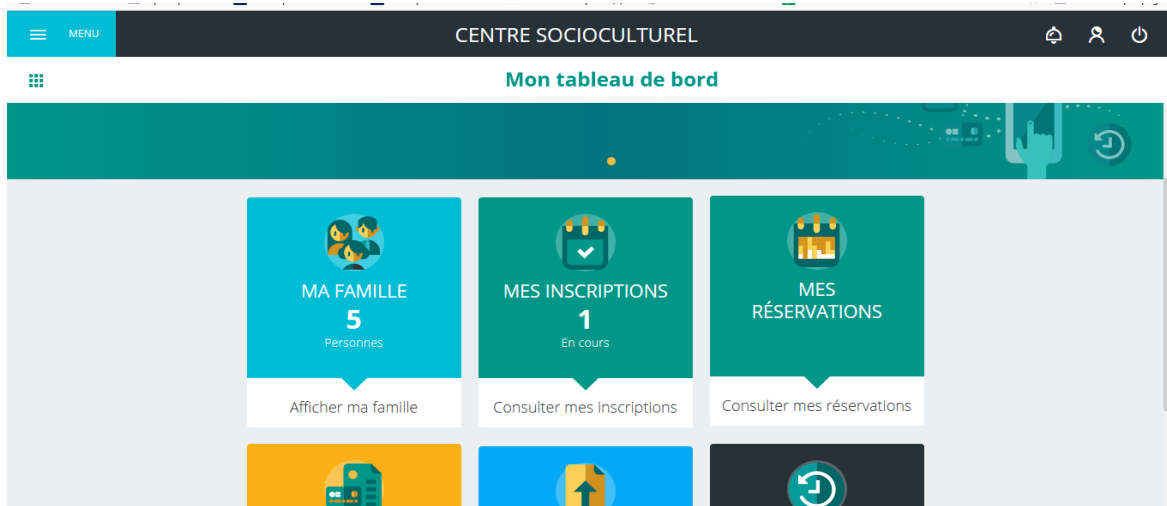 MENU
CENTRE SOCIOCULTUREL
Mon tableau de bord
MA FAMILLE
5
Personnes
Afficher ma famille
MES INSCRIPTIONS
1
En cours
Consulter mes inscriptions
MES
RÉSERVATIONS
Consulter mes réservations